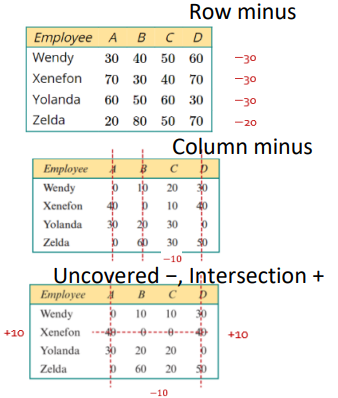 Row minus
Employee A B C D
Wendy 30 40 50 60 −30
Xenefon 70 30 40 70 −30
Yolanda 60 50 60 30 −30
Zelda 20 80 50 70 −20
Column minus
Employee A B C D
Wendy 0 10 20 30
Xenefon 40 0 10 40
Yolanda 30 20 30 0
Zelda 0 60 30 50
−10
Uncovered −, Intersection +
Employee A B C D
Wendy 0 10 10 30
+10 Xenefon 40 0 0 40 +10
Yolanda 30 20 20 0
Zelda 0 60 20 50
−10